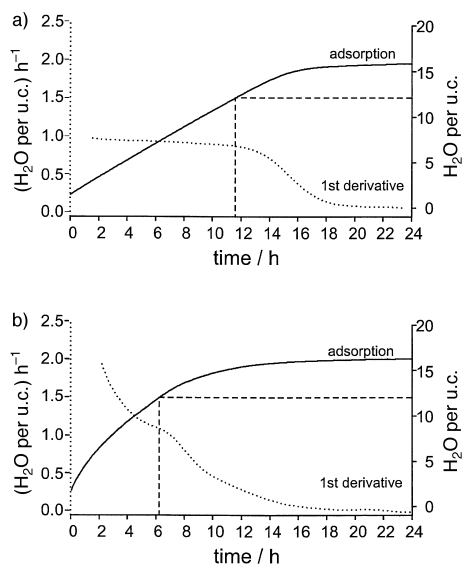 a)
2.5
2.0
1.5
1.0
0.5
0.0
(H₂O per u.c.) h⁻¹
20
15
10
5
0
H₂O per u.c.
adsorption
1st derivative
0 2 4 6 8 10 12 14 16 18 20 22 24
time / h
b)
2.5
2.0
1.5
1.0
0.5
0.0
(H₂O per u.c.) h⁻¹
20
15
10
5
0
H₂O per u.c.
adsorption
1st derivative
0 2 4 6 8 10 12 14 16 18 20 22 24
time / h